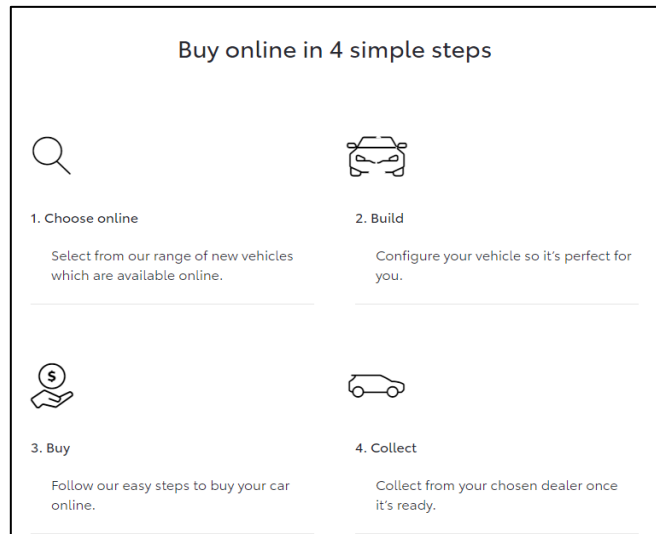 Buy online in 4 simple steps
1. Choose online
Select from our range of new vehicles
which are available online.
2. Build
Configure your vehicle so it's perfect for
you.
$
3. Buy
Follow our easy steps to buy your car
online.
4. Collect
Collect from your chosen dealer once
it's ready.